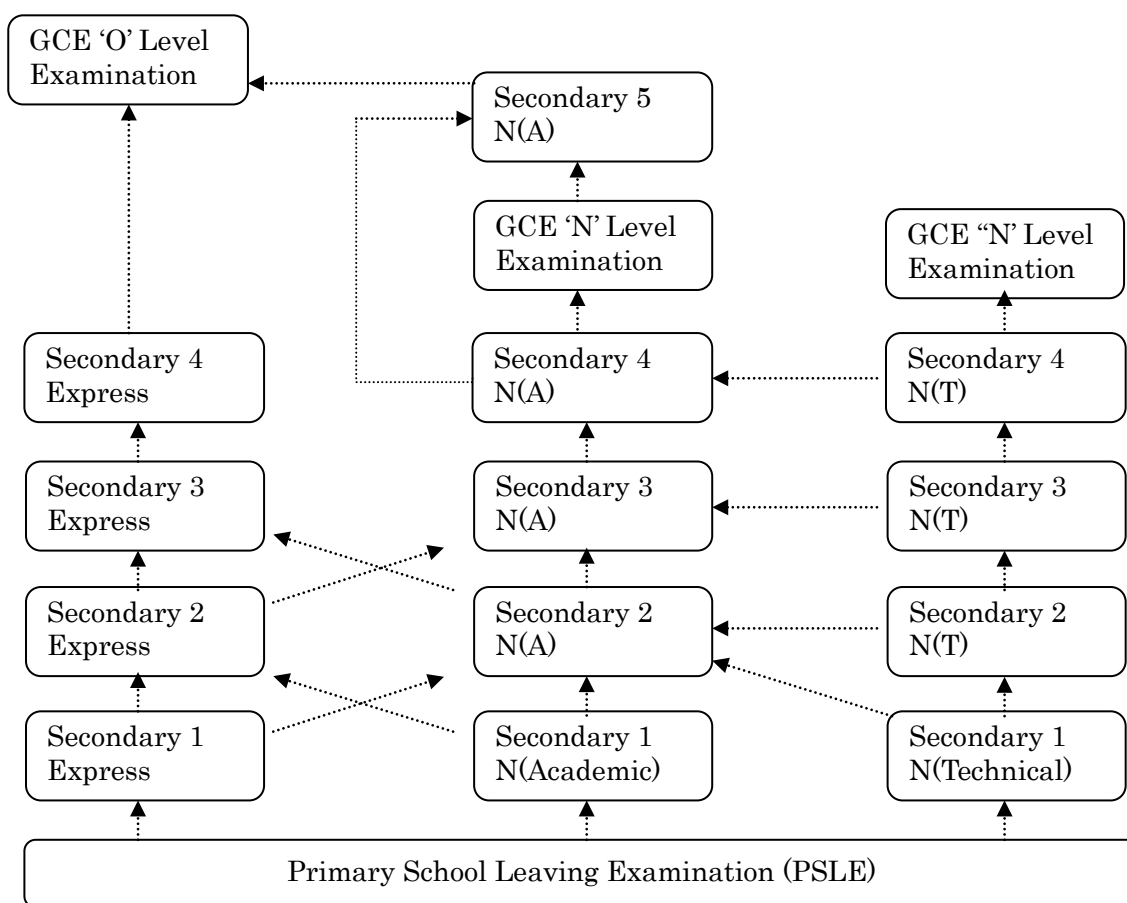 GCE ‘O’ Level
Examination
Secondary 5
N(A)
GCE ‘N’ Level
Examination
GCE “N’ Level
Examination
Secondary 4
Express
Secondary 4
N(A)
Secondary 4
N(T)
Secondary 3
Express
Secondary 3
N(A)
Secondary 3
N(T)
Secondary 2
Express
Secondary 2
N(A)
Secondary 2
N(T)
Secondary 1
Express
Secondary 1
N(Academic)
Secondary 1
N(Technical)
Primary School Leaving Examination (PSLE)